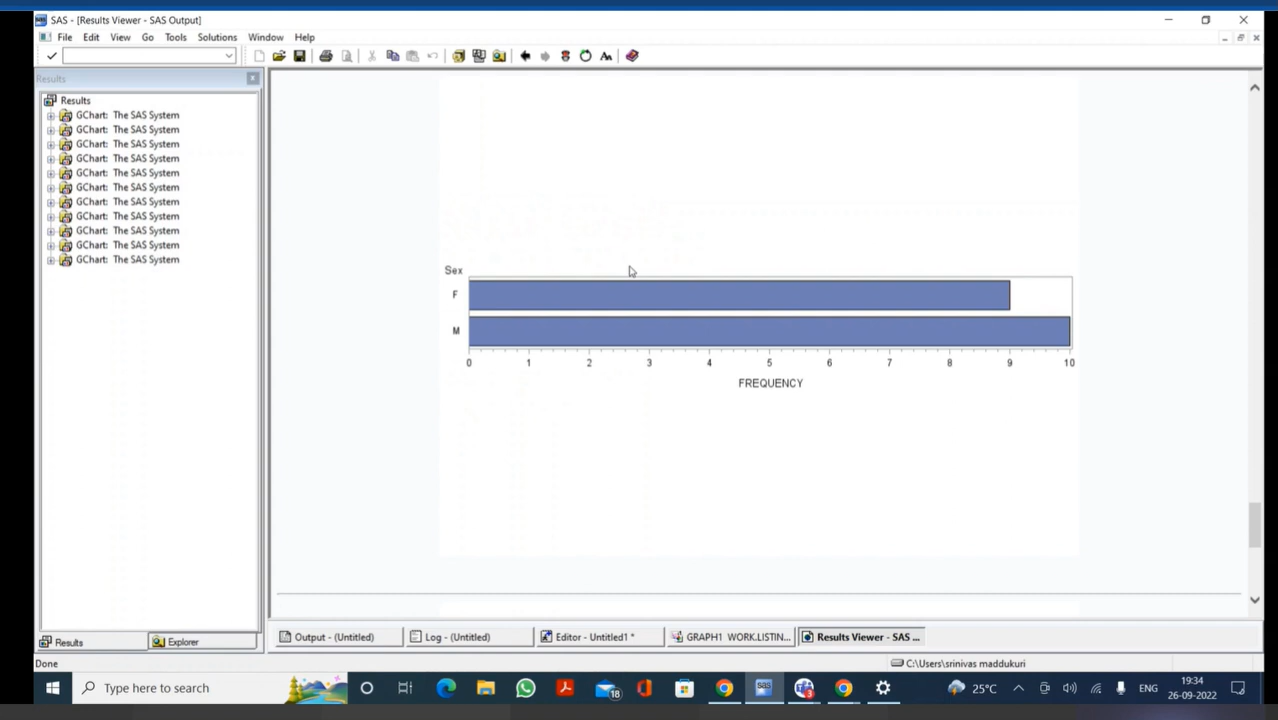 SAS - [Results Viewer - SAS Output]
File Edit View Go Tools Solutions Window Help
Results
Results
GChart: The SAS System
GChart: The SAS System
GChart: The SAS System
GChart: The SAS System
GChart: The SAS System
GChart: The SAS System
GChart: The SAS System
GChart: The SAS System
GChart: The SAS System
GChart: The SAS System
GChart: The SAS System
Sex
F
M
0 1 2 3 4 5 6 7 8 9 10
FREQUENCY
Results Explorer
Output - (Untitled) Log - (Untitled) Editor - Untitled1 * GRAPH1 WORK.LISTIN... Results Viewer - SAS ...
Done C:\Users\srinivas maddukuri
Type here to search 18 sas 3 25°C ENG 19:34
26-09-2022